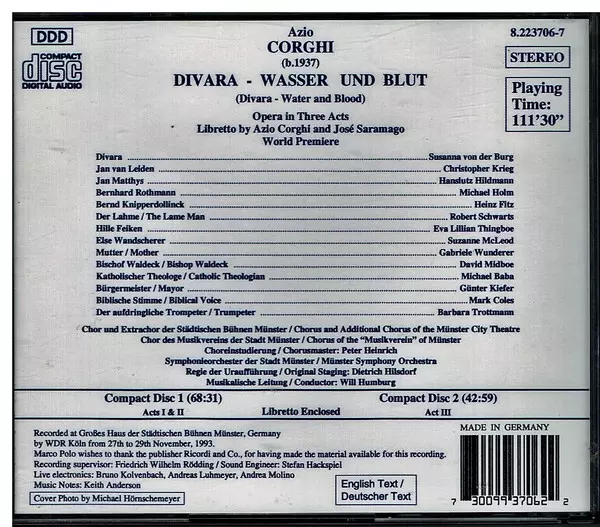 DDD
COMPACT
disc
DIGITAL AUDIO
Azio
CORGHI
(b.1937)
DIVARA - WASSER UND BLUT
(Divara - Water and Blood)
Opera in Three Acts
Libretto by Azio Corghi and José Saramago
World Premiere
8.223706-7
STEREO
Playing
Time:
111'30"
Divara Susanna von der Burg
Jan van Leiden Christopher Krieg
Jan Matthys Hanslutz Hildmann
Bernhard Rothmann Michael Holm
Bernd Knipperdollinck Heinz Fitz
Der Lahme / The Lame Man Robert Schwarts
Hille Feiken Eva Lillian Thingboe
Else Wandscherer Suzanne McLeod
Mutter / Mother Gabriele Wunderer
Bischof Waldeck / Bishop Waldeck David Midboe
Katholischer Theologe / Catholic Theologian Michael Baba
Bürgermeister / Mayor Günter Kiefer
Biblische Stimme / Biblical Voice Mark Coles
Der aufdringliche Trompeter / Trumpeter Barbara Trottmann
Chor und Extrachor der Städtischen Bühnen Münster / Chorus and Additional Chorus of the Münster City Theatre
Chor des Musikvereins der Stadt Münster / Chorus of the "Musikverein" of Münster
Choreinstudierung / Chorusmaster: Peter Heinrich
Symphonieorchester der Stadt Münster / Münster Symphony Orchestra
Regie der Uraufführung / Original Staging: Dietrich Hilsdorf
Musikalische Leitung / Conductor: Will Humburg
Compact Disc 1 (68:31) Compact Disc 2 (42:59)
Acts I & II Libretto Enclosed Act III
Recorded at Großes Haus der Städtischen Bühnen Münster, Germany
by WDR Köln from 27th to 29th November, 1993.
Marco Polo wishes to thank the publisher Ricordi and Co., for having made the material available for this recording.
Recording supervisor: Friedrich Wilhelm Rödding / Sound Engineer: Stefan Hackspiel
Live electronics: Bruno Kolvenbach, Andreas Luhmeyer, Andrea Molino
Music Notes: Keith Anderson
Cover Photo by Michael Hörnschemeyer
English Text /
Deutscher Text
MADE IN GERMANY
7 30099 37062 2